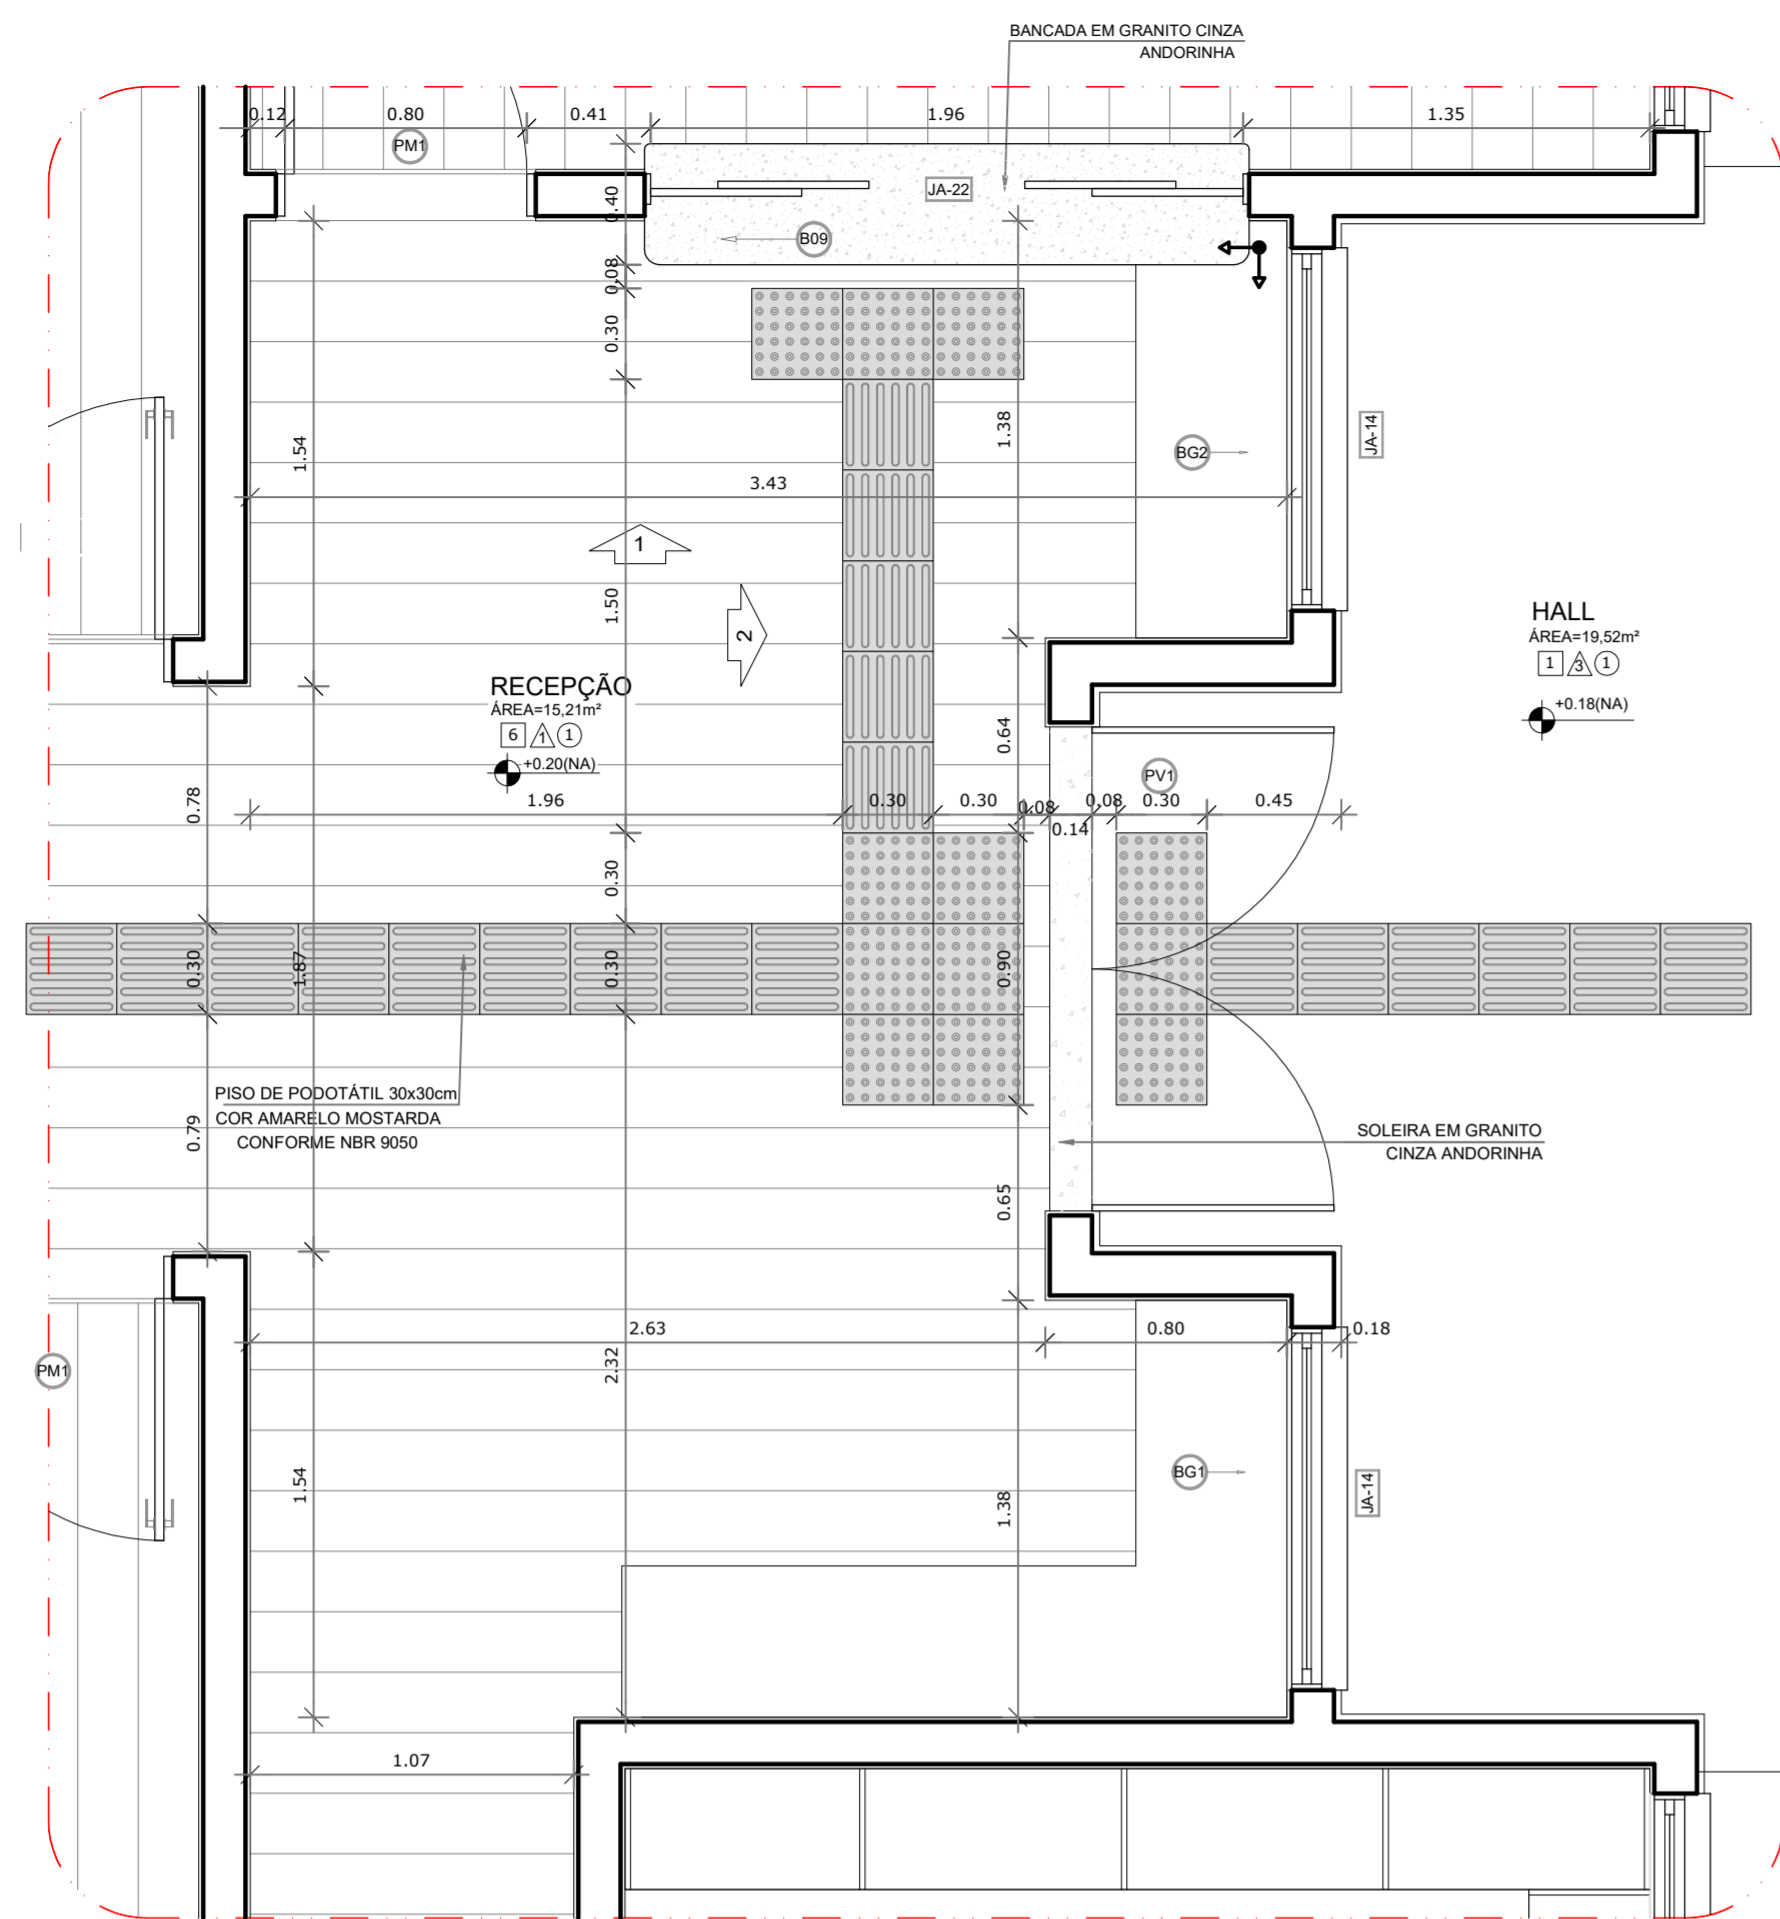 BANCADA EM GRANITO CINZA
ANDORINHA
0.12
0.80
0.41
1.96
1.35
PM1
JA-22
0.40
B09
0.08
0.30
1.54
1.38
JA-14
BG2
3.43
1
1.50
2
HALL
ÁREA=19,52m²
1 3 1
+0.18(NA)
RECEPÇÃO
ÁREA=15,21m²
6 1 1
+0.20(NA)
0.64
PV1
0.78
1.96
0.30
0.30
0.08
0.14
0.08
0.30
0.45
0.30
0.30
1.87
0.30
0.90
PISO DE PODOTÁTIL 30x30cm
COR AMARELO MOSTARDA
CONFORME NBR 9050
0.79
SOLEIRA EM GRANITO
CINZA ANDORINHA
0.65
2.63
0.80
0.18
2.32
PM1
1.54
1.38
BG1
JA-14
1.07